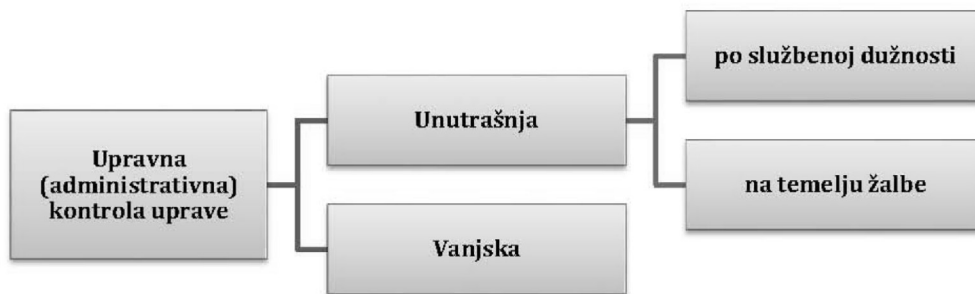 Upravna
(administrativna)
kontrola uprave
Unutrašnja
po službenoj dužnosti
na temelju žalbe
Vanjska